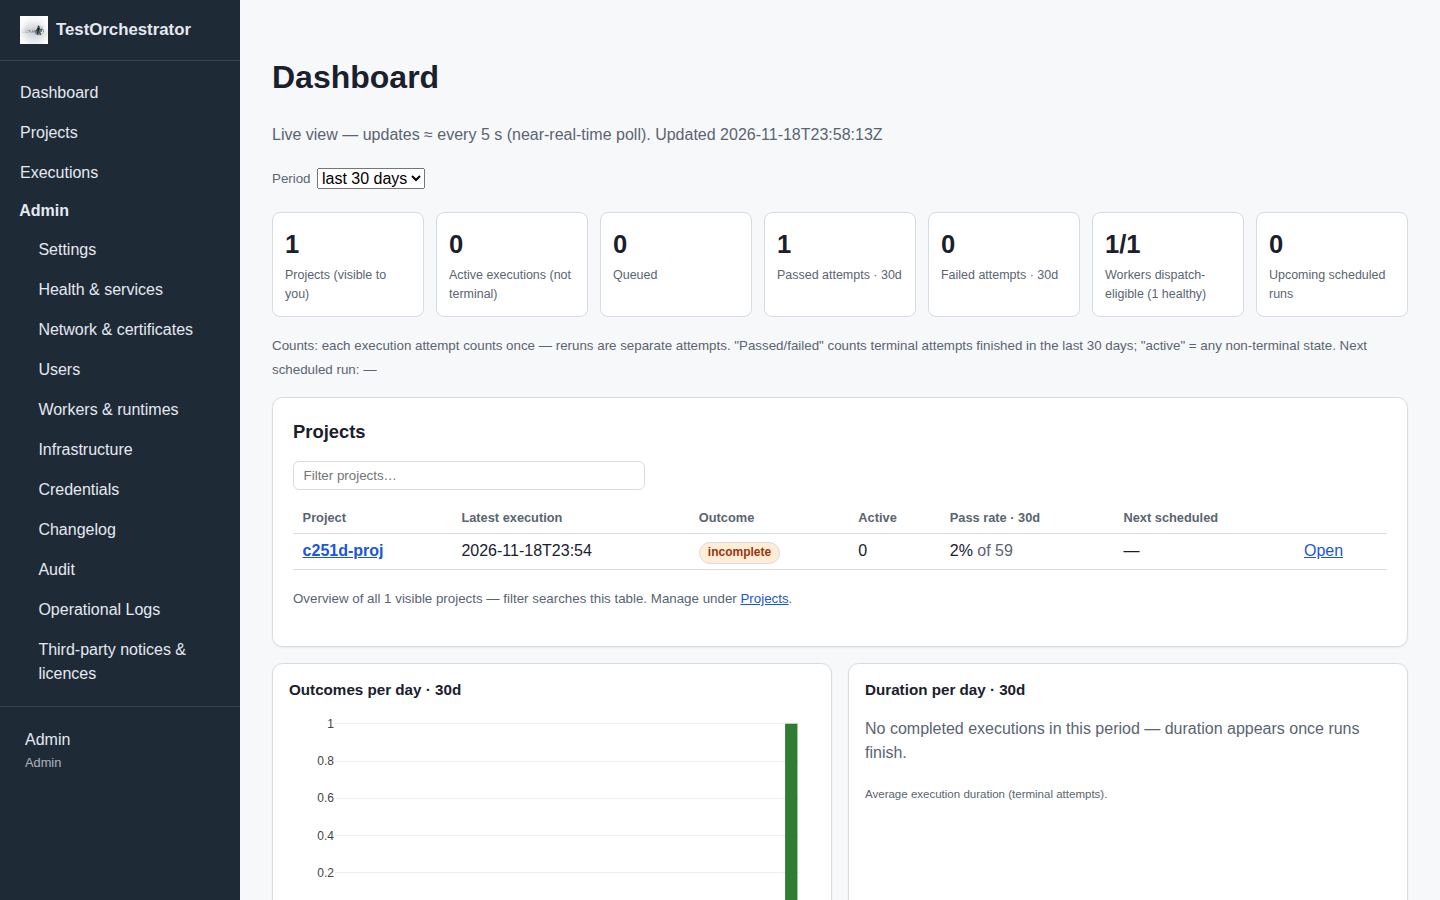 TestOrchestrator
Dashboard
Projects
Executions
Admin
Settings
Health & services
Network & certificates
Users
Workers & runtimes
Infrastructure
Credentials
Changelog
Audit
Operational Logs
Third-party notices &
licences
Admin
Admin
Dashboard
Live view — updates ≈ every 5 s (near-real-time poll). Updated 2026-11-18T23:58:13Z
Period last 30 days
1
Projects (visible to
you)
0
Active executions (not
terminal)
0
Queued
1
Passed attempts · 30d
0
Failed attempts · 30d
1/1
Workers dispatch-
eligible (1 healthy)
0
Upcoming scheduled
runs
Counts: each execution attempt counts once — reruns are separate attempts. "Passed/failed" counts terminal attempts finished in the last 30 days; "active" = any non-terminal state. Next
scheduled run: —
Projects
Filter projects…
Project Latest execution Outcome Active Pass rate · 30d Next scheduled
c251d-proj 2026-11-18T23:54 incomplete 0 2% of 59 — Open
Overview of all 1 visible projects — filter searches this table. Manage under Projects.
Outcomes per day · 30d
1
0.8
0.6
0.4
0.2
Duration per day · 30d
No completed executions in this period — duration appears once runs
finish.
Average execution duration (terminal attempts).